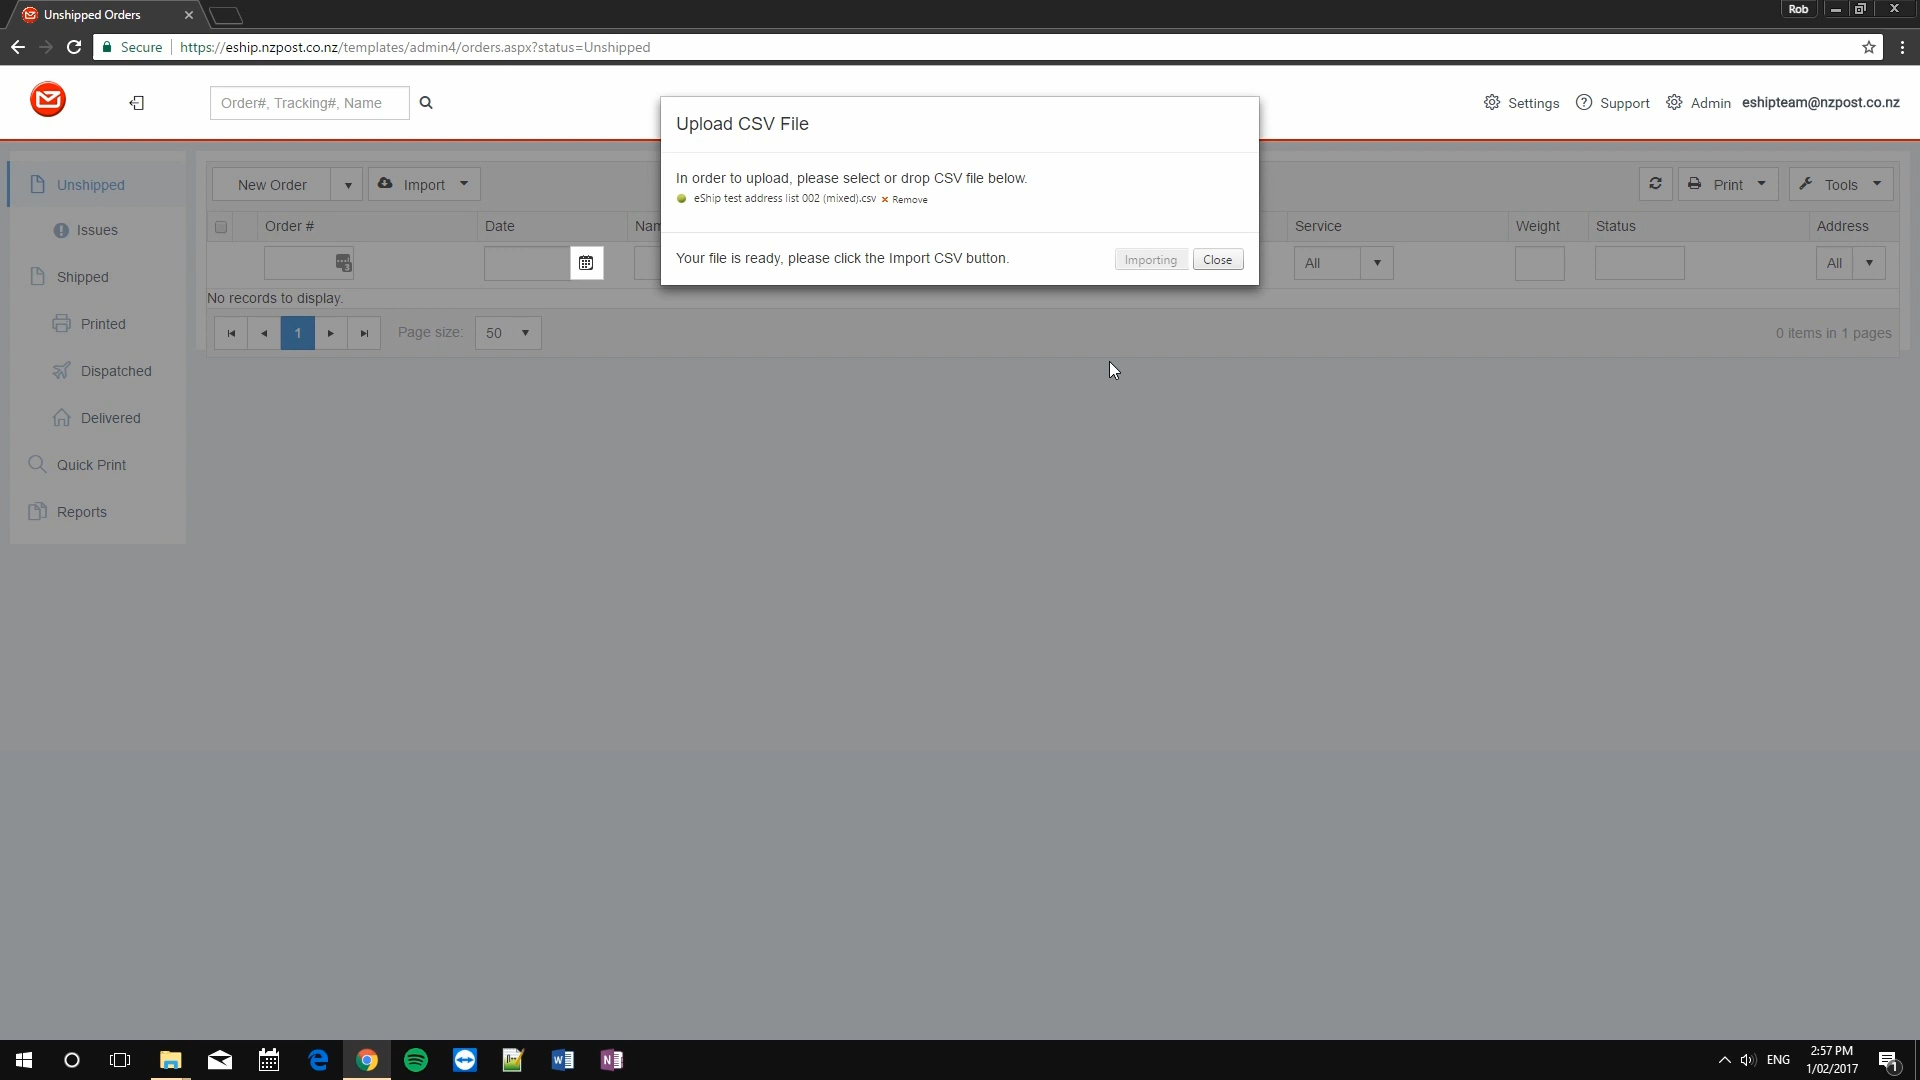 Unshipped Orders
Rob
Secure
https://eship.nzpost.co.nz/templates/admin4/orders.aspx?status=Unshipped
Order#, Tracking#, Name
Settings
Support
Admin
eshipteam@nzpost.co.nz
Upload CSV File
In order to upload, please select or drop CSV file below.
eShip test address list 002 (mixed).csv
Remove
Your file is ready, please click the Import CSV button.
Importing
Close
Unshipped
Issues
Shipped
Printed
Dispatched
Delivered
Quick Print
Reports
New Order
Import
Print
Tools
Order #
Date
Nam
Service
Weight
Status
Address
3
All
All
No records to display.
1
Page size:
50
0 items in 1 pages
ENG
2:57 PM
1/02/2017
1